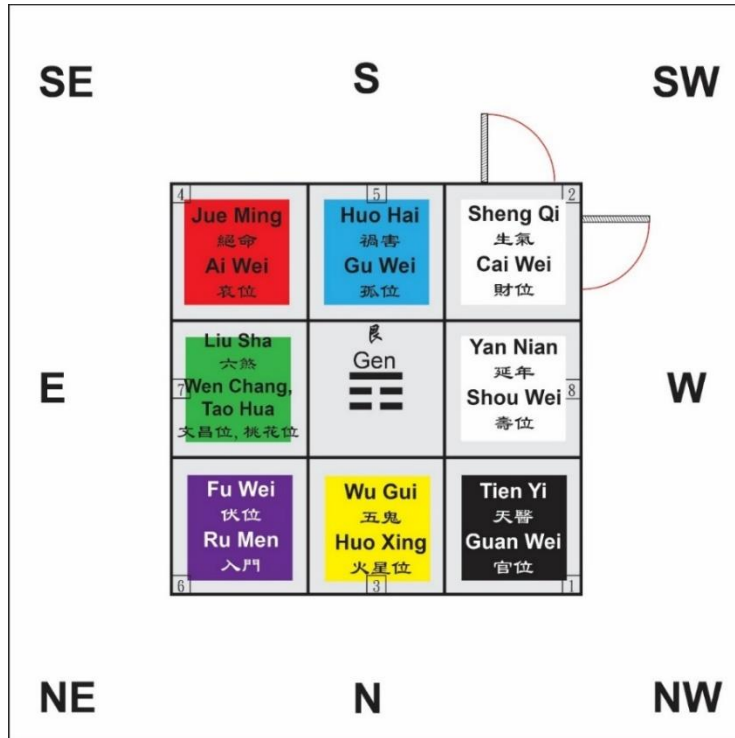 SE
S
SW
4
5
2
Jue Ming
絕命
Ai Wei
哀位
Huo Hai
禍害
Gu Wei
孤位
Sheng Qi
生氣
Cai Wei
財位
E
7
Liu Sha
六煞
Wen Chang,
Tao Hua
文昌位, 桃花位
艮
Gen
Yan Nian
延年
Shou Wei
壽位
8
W
Fu Wei
伏位
Ru Men
入門
Wu Gui
五鬼
Huo Xing
火星位
Tien Yi
天醫
Guan Wei
官位
6
3
1
NE
N
NW